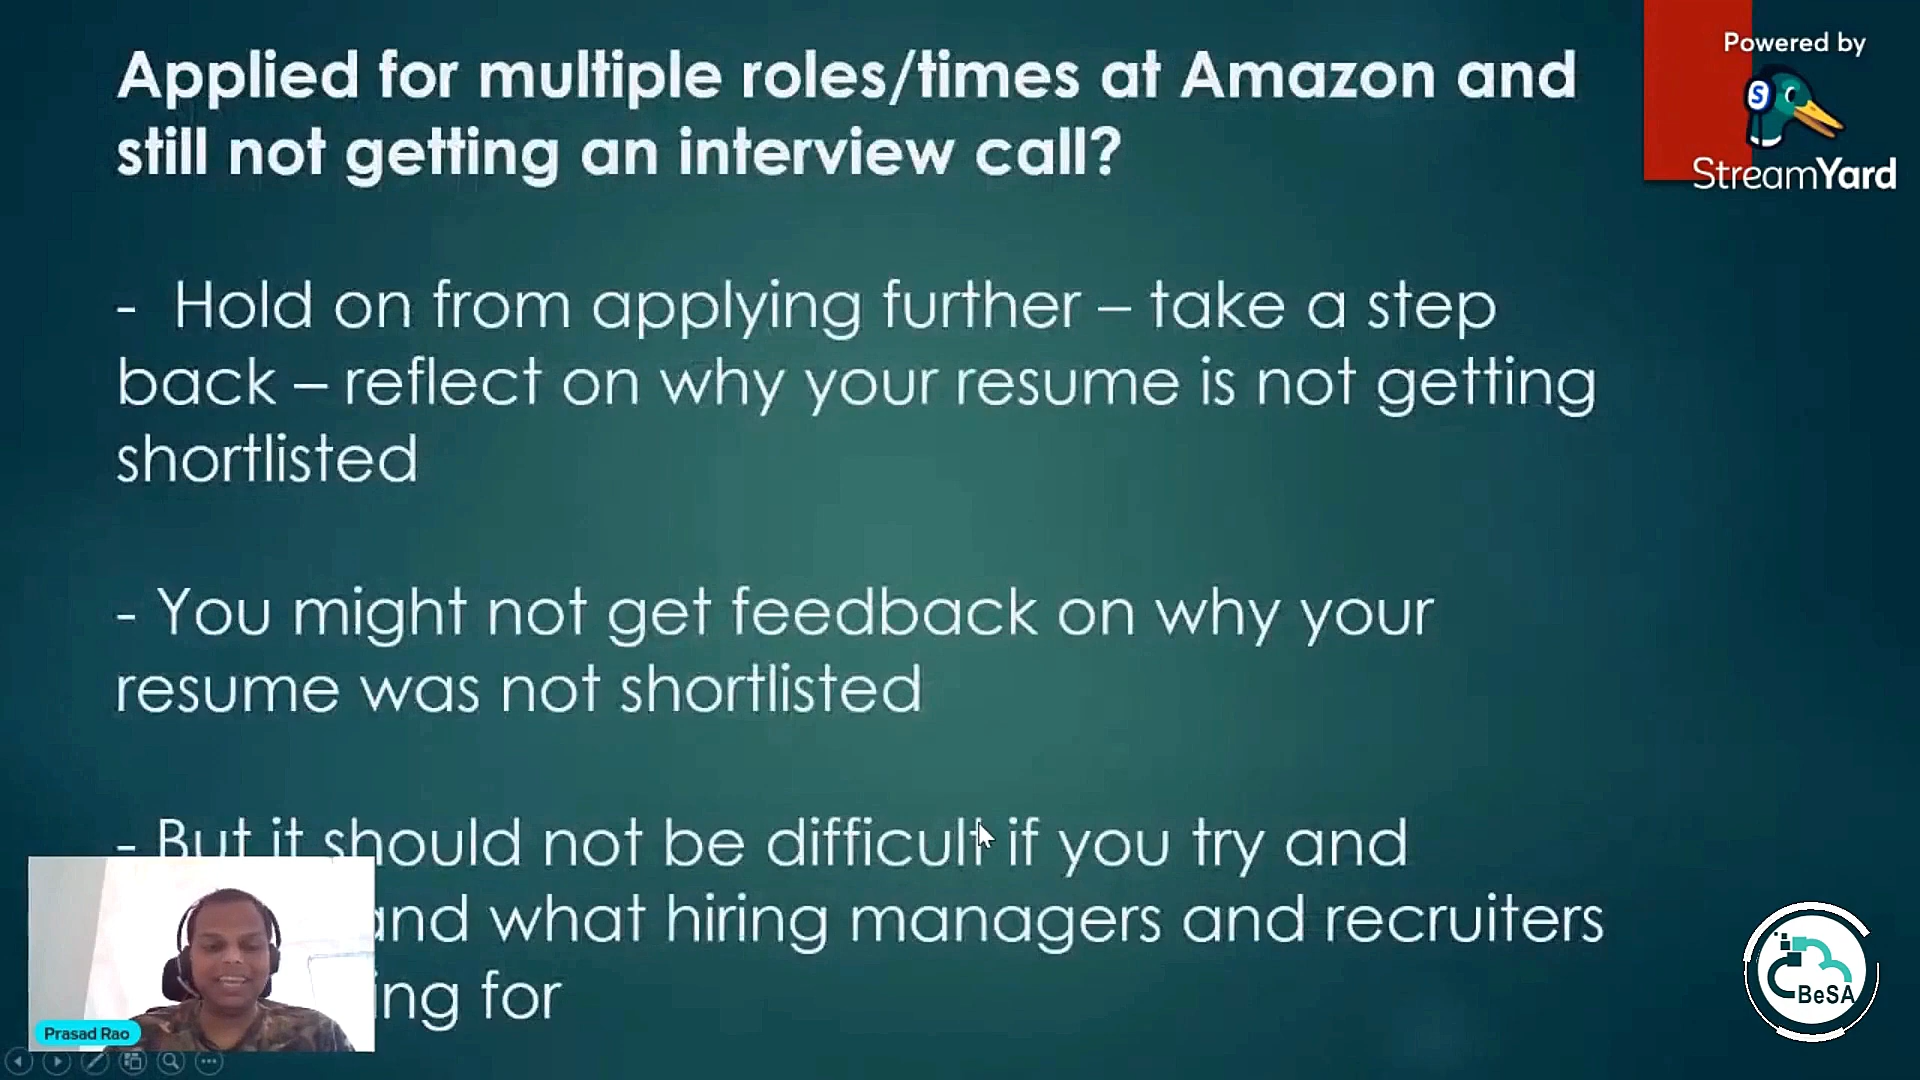 Applied for multiple roles/times at Amazon and
still not getting an interview call?
- Hold on from applying further – take a step
back – reflect on why your resume is not getting
shortlisted
- You might not get feedback on why your
resume was not shortlisted
- But it should not be difficult if you try and
and what hiring managers and recruiters
ing for
Powered by
S
StreamYard
BeSA
Prasad Rao